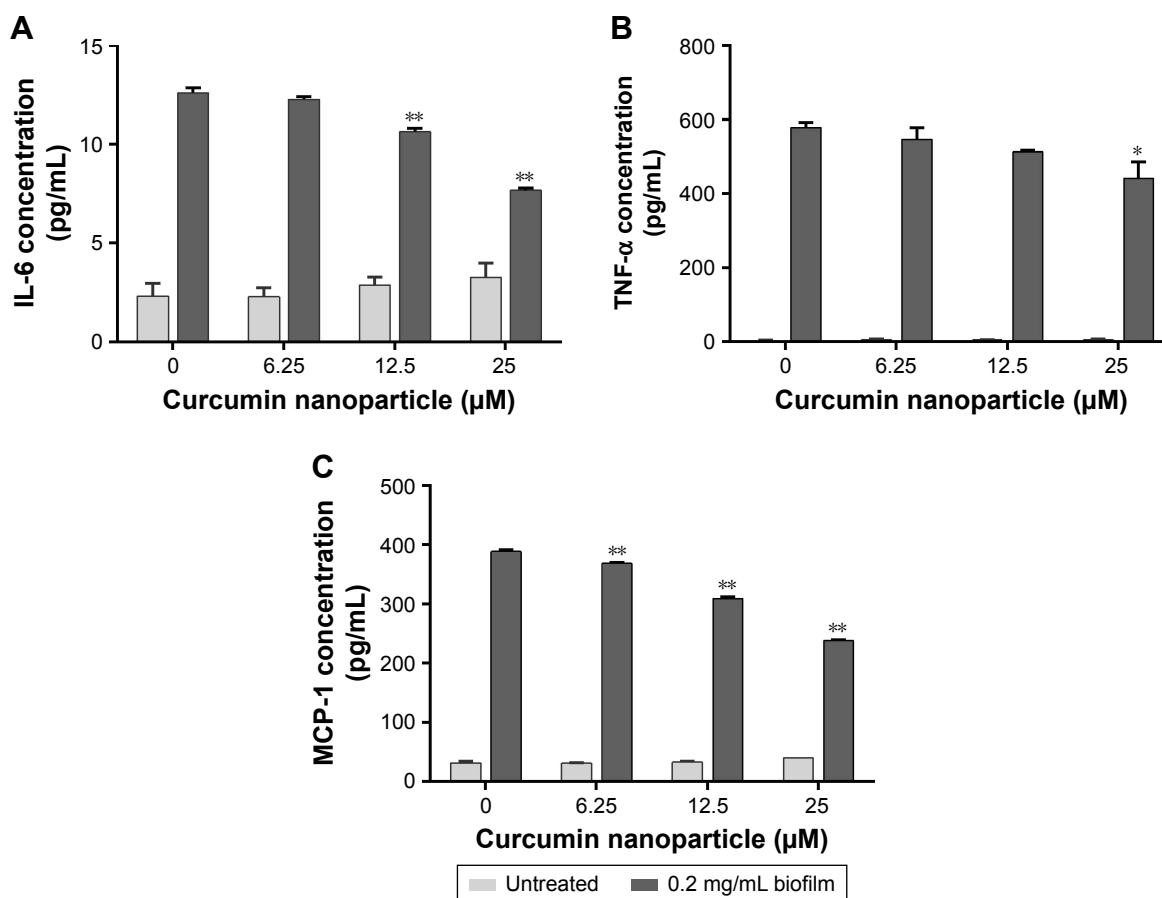 A
IL-6 concentration
(pg/mL)
15
10
5
0
**
**
0 6.25 12.5 25
Curcumin nanoparticle (µM)
B
TNF-α concentration
(pg/mL)
800
600
400
200
0
*
0 6.25 12.5 25
Curcumin nanoparticle (µM)
C
MCP-1 concentration
(pg/mL)
500
400
300
200
100
0
**
**
**
0 6.25 12.5 25
Curcumin nanoparticle (µM)
Untreated 0.2 mg/mL biofilm